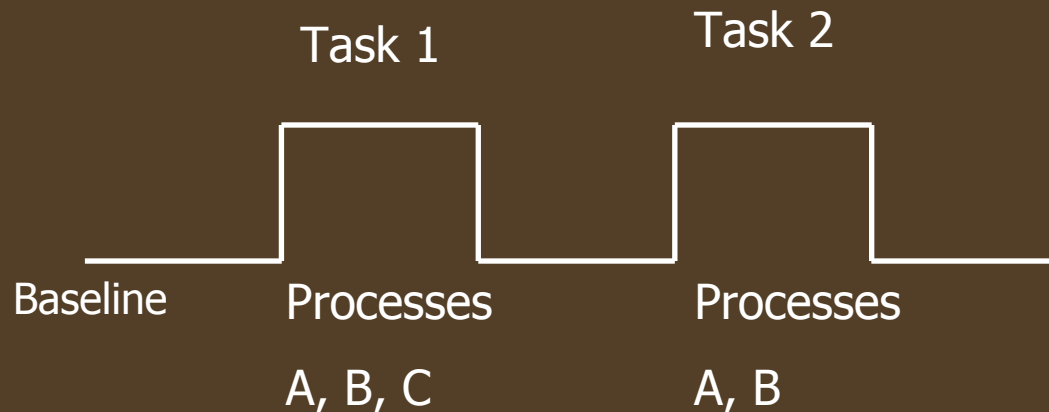 Task 1
Task 2
Baseline
Processes
A, B, C
Processes
A, B